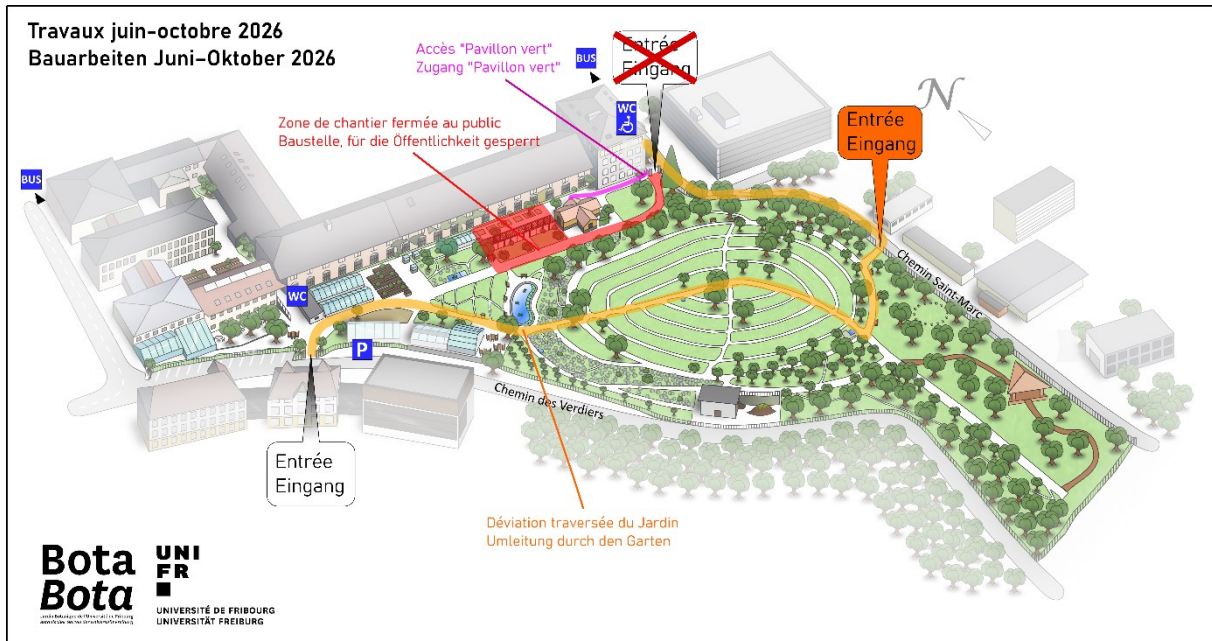 Travaux juin-octobre 2026
Bauarbeiten Juni-Oktober 2026
BUS
Accès "Pavillon vert"
Zugang "Pavillon vert"
Entrée
Eingang
WC
N
Zone de chantier fermée au public
Baustelle, für die Öffentlichkeit gesperrt
Entrée
Eingang
BUS
WC
P
Chemin Saint-Marc
Chemin des Verdiers
Entrée
Eingang
Déviation traversée du Jardin
Umleitung durch den Garten
Bota
Bota
UNI
FR
UNIVERSITÉ DE FRIBOURG
UNIVERSITÄT FREIBURG